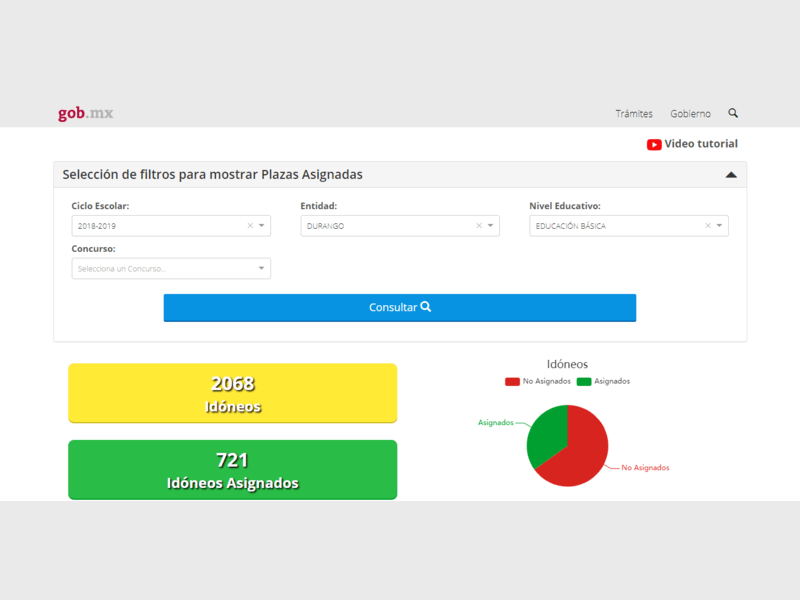 gob.mx
Trámites Gobierno
Video tutorial
Selección de filtros para mostrar Plazas Asignadas
Ciclo Escolar: Entidad: Nivel Educativo:
2018-2019 × DURANGO × EDUCACIÓN BÁSICA ×
Concurso:
Selecciona un Concurso...
Consultar
2068
Idóneos
721
Idóneos Asignados
Idóneos
No Asignados Asignados
Asignados
No Asignados